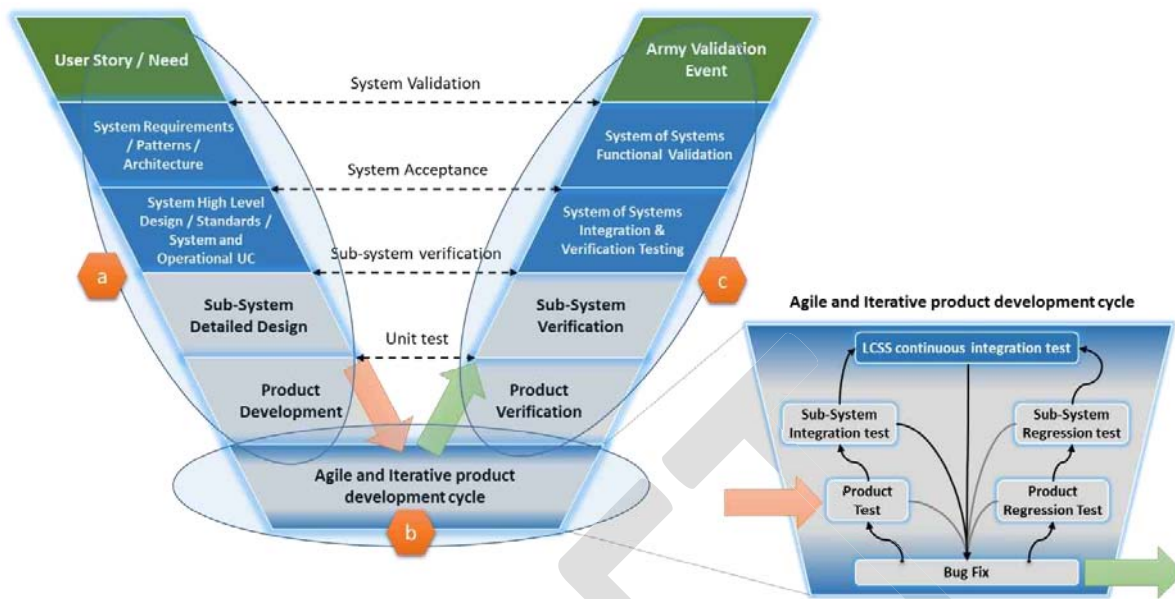 User Story / Need
Army Validation
Event
System Validation
System Requirements
/ Patterns /
Architecture
System of Systems
Functional Validation
System Acceptance
System High Level
Design / Standards /
System and
Operational UC
System of Systems
Integration &
Verification Testing
Sub-system verification
a
c
Sub-System
Detailed Design
Sub-System
Verification
Unit test
Product
Development
Product
Verification
Agile and Iterative product
development cycle
b
Agile and Iterative product development cycle
LCSS continuous integration test
Sub-System
Integration test
Sub-System
Regression test
Product
Test
Product
Regression Test
Bug Fix